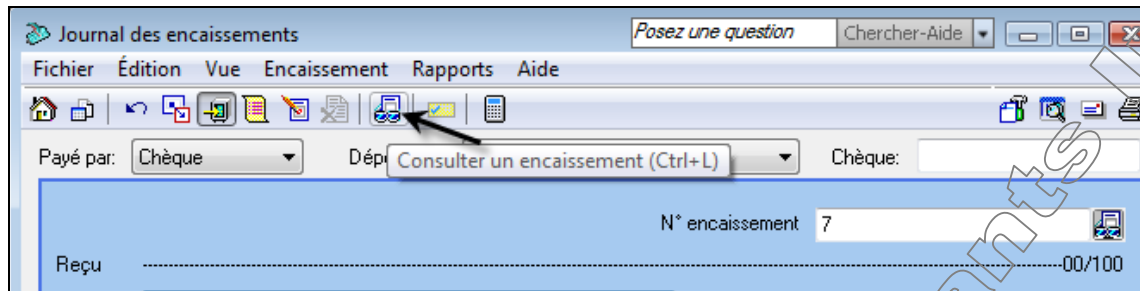 Journal des encaissements Posez une question Chercher-Aide
Fichier Édition Vue Encaissement Rapports Aide
Payé par: Chèque Consulter un encaissement (Ctrl+L) Chèque:
N° encaissement 7
Reçu 00/100